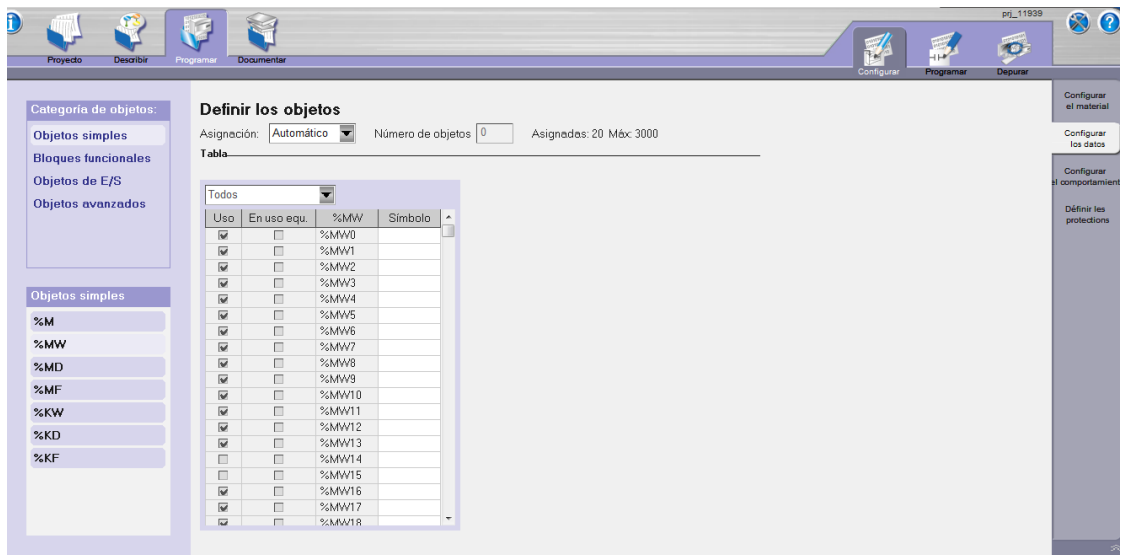 prj_11939
Proyecto Describir Programar Documentar
Configurar Programar Depurar
Categoría de objetos:
Objetos simples
Bloques funcionales
Objetos de E/S
Objetos avanzados
Objetos simples
%M
%MW
%MD
%MF
%KW
%KD
%KF
Definir los objetos
Asignación: Automático Número de objetos 0 Asignadas: 20 Máx: 3000
Tabla
Todos
Uso En uso equ. %MW Símbolo
%MW0
%MW1
%MW2
%MW3
%MW4
%MW5
%MW6
%MW7
%MW8
%MW9
%MW10
%MW11
%MW12
%MW13
%MW14
%MW15
%MW16
%MW17
%MW18
Configurar
el material
Configurar
los datos
Configurar
el comportamient
Définir les
protections